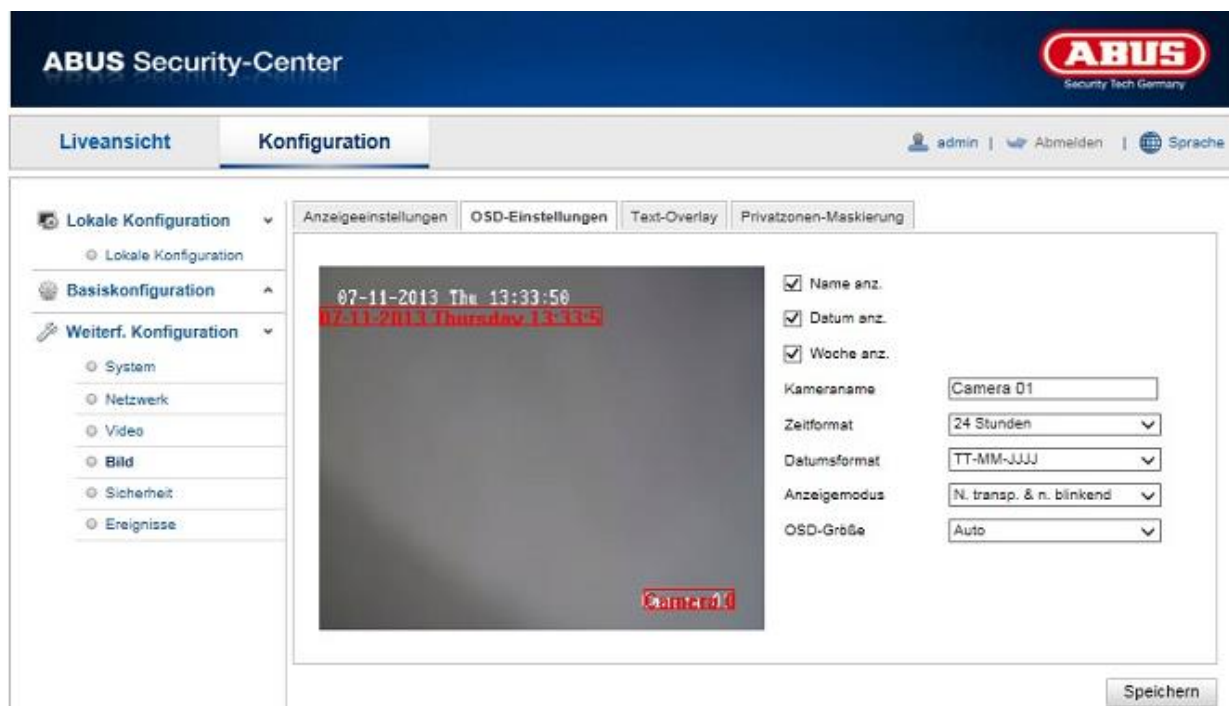 ABUS Security-Center
ABUS
Security Tech Germany
Liveansicht
Konfiguration
admin | Abmelden | Sprache
Lokale Konfiguration
Lokale Konfiguration
Basiskonfiguration
Weiterf. Konfiguration
System
Netzwerk
Video
Bild
Sicherheit
Ereignisse
Anzeigeeinstellungen
OSD-Einstellungen
Text-Overlay
Privatzonen-Maskierung
07-11-2013 Thu 13:33:50
07-11-2013 Thursday 13:33:5
Camera 0
Name anz.
Datum anz.
Woche anz.
Kameraname Camera 01
Zeitformat 24 Stunden
Datumsformat TT-MM-JJJJ
Anzeigemodus N. transp. & n. blinkend
OSD-Größe Auto
Speichern